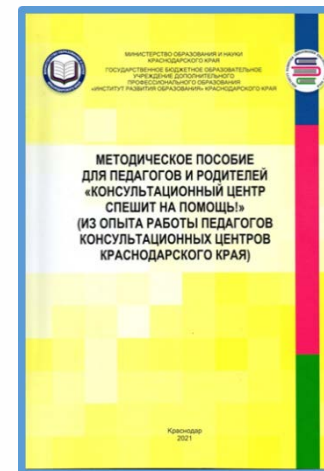 МИНИСТЕРСТВО ОБРАЗОВАНИЯ И НАУКИ
КРАСНОДАРСКОГО КРАЯ
ГОСУДАРСТВЕННОЕ БЮДЖЕТНОЕ ОБРАЗОВАТЕЛЬНОЕ
УЧРЕЖДЕНИЕ ДОПОЛНИТЕЛЬНОГО
ПРОФЕССИОНАЛЬНОГО ОБРАЗОВАНИЯ
«ИНСТИТУТ РАЗВИТИЯ ОБРАЗОВАНИЯ» КРАСНОДАРСКОГО КРАЯ
МЕТОДИЧЕСКОЕ ПОСОБИЕ
ДЛЯ ПЕДАГОГОВ И РОДИТЕЛЕЙ
«КОНСУЛЬТАЦИОННЫЙ ЦЕНТР
СПЕШИТ НА ПОМОЩЬ!»
(ИЗ ОПЫТА РАБОТЫ ПЕДАГОГОВ
КОНСУЛЬТАЦИОННЫХ ЦЕНТРОВ
КРАСНОДАРСКОГО КРАЯ)
Краснодар
2021